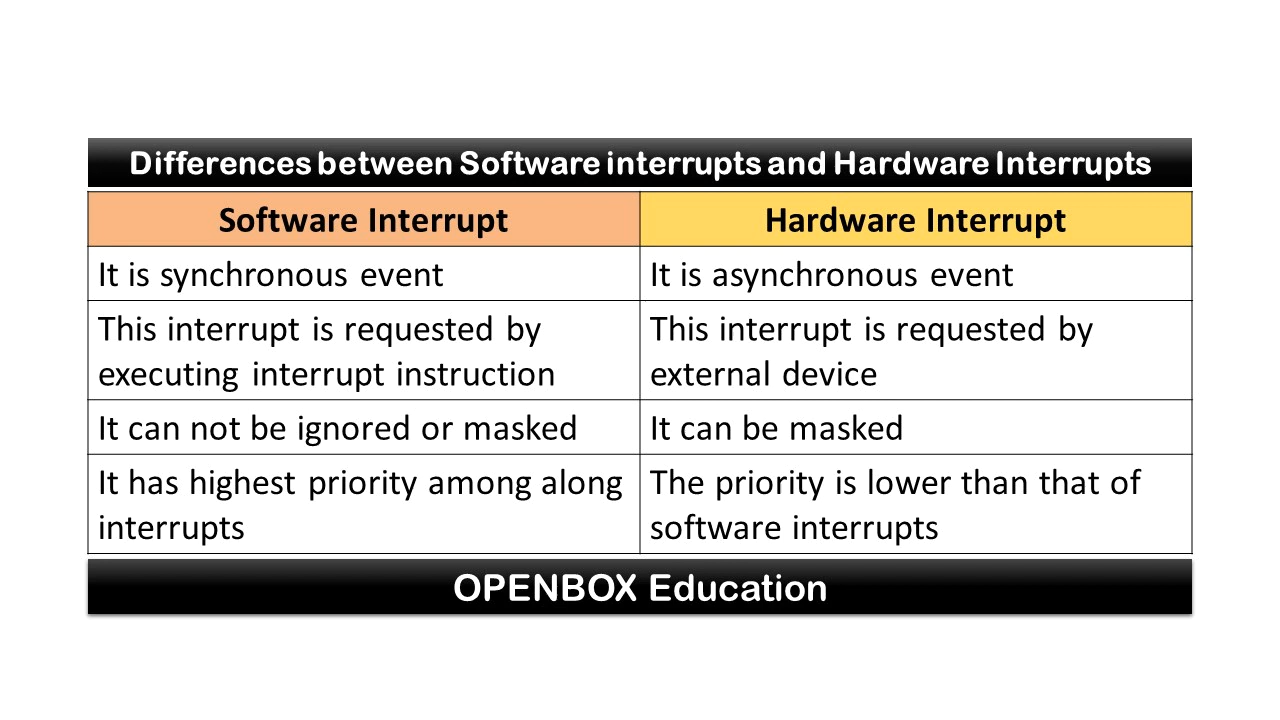 Differences between Software interrupts and Hardware Interrupts
Software Interrupt
Hardware Interrupt
It is synchronous event
It is asynchronous event
This interrupt is requested by
executing interrupt instruction
This interrupt is requested by
external device
It can not be ignored or masked
It can be masked
It has highest priority among along
interrupts
The priority is lower than that of
software interrupts
OPENBOX Education